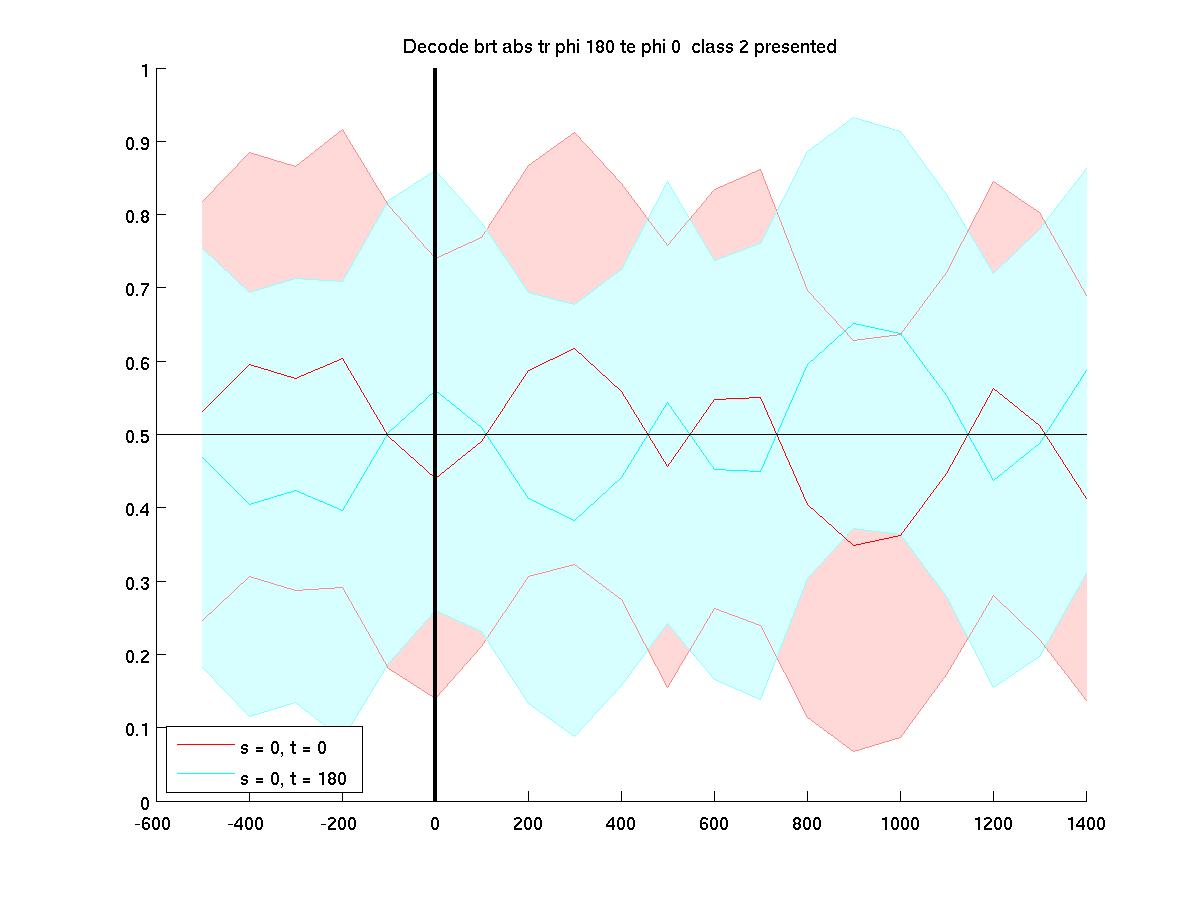 Decode brt abs tr phi 180 te phi 0  class 2 presented
1
0.9
0.8
0.7
0.6
0.5
0.4
0.3
0.2
0.1
0
s = 0, t = 0
s = 0, t = 180
-600 -400 -200 0 200 400 600 800 1000 1200 1400